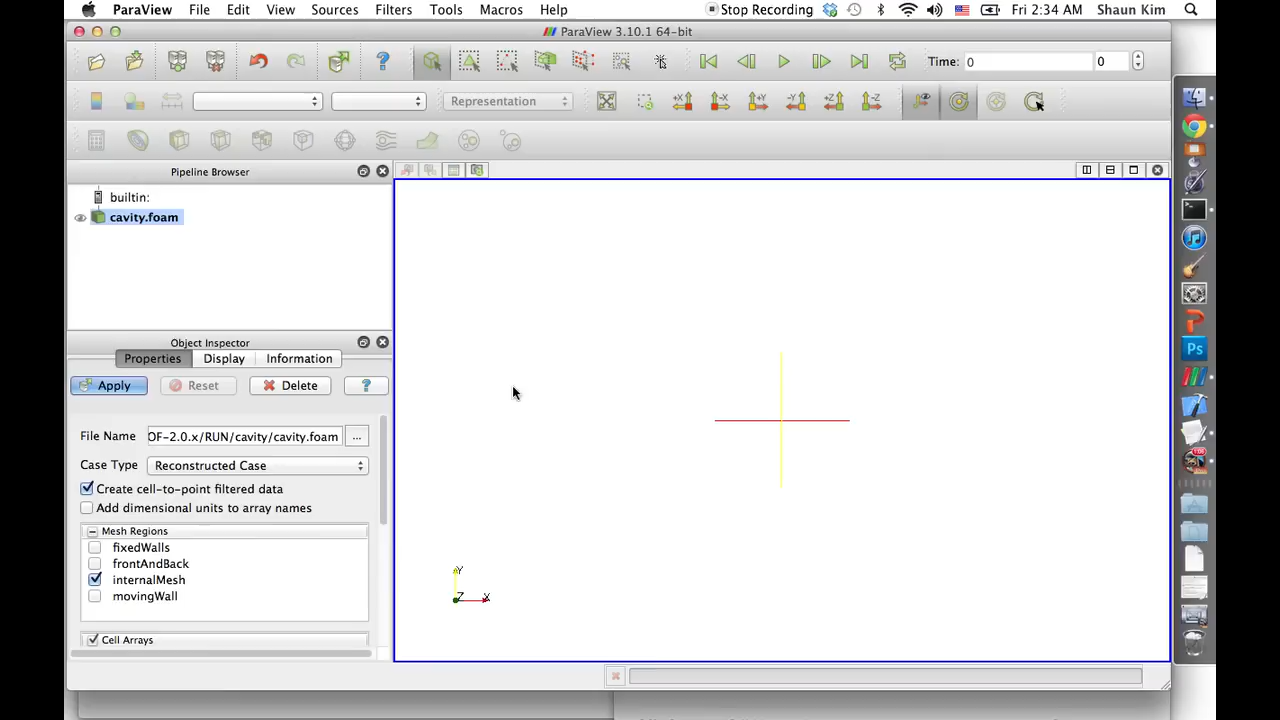 ParaView File Edit View Sources Filters Tools Macros Help Stop Recording Fri 2:34 AM Shaun Kim
ParaView 3.10.1 64-bit
? Time: 0 0
Representation +X -X +Y -Y +Z -Z
Pipeline Browser
builtin:
cavity.foam
Object Inspector
Properties Display Information
Apply Reset Delete ?
File Name OF-2.0.x/RUN/cavity/cavity.foam ...
Case Type Reconstructed Case
Create cell-to-point filtered data
Add dimensional units to array names
Mesh Regions
fixedWalls
frontAndBack
internalMesh
movingWall
Cell Arrays
Y
Z X
Ps